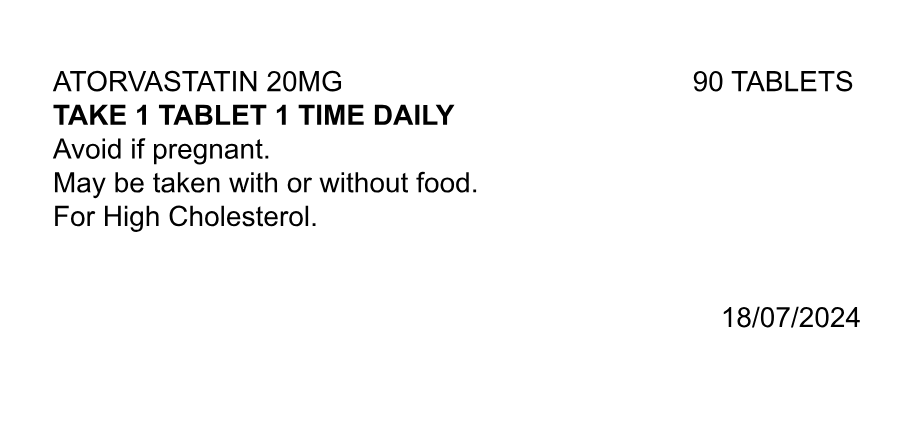 ATORVASTATIN 20MG 90 TABLETS
TAKE 1 TABLET 1 TIME DAILY
Avoid if pregnant.
May be taken with or without food.
For High Cholesterol.
18/07/2024